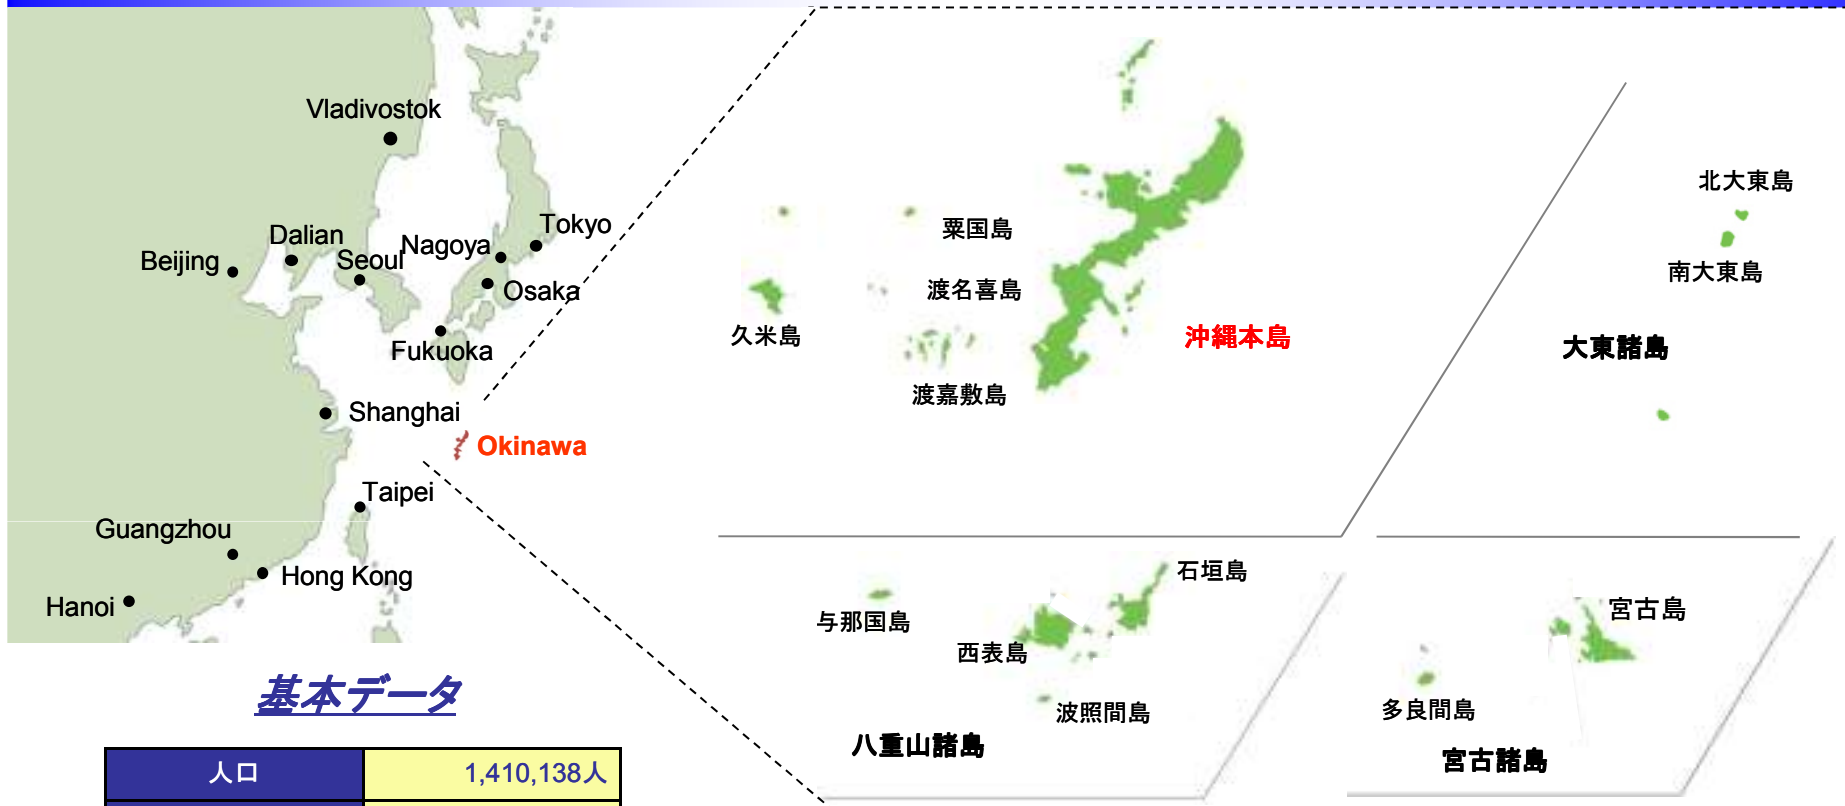 Vladivostok
Tokyo
Dalian
Nagoya
Beijing
Seoul
Osaka
Fukuoka
Shanghai
Okinawa
Taipei
Guangzhou
Hong Kong
Hanoi
粟国島
渡名喜島
久米島
沖縄本島
渡嘉敷島
北大東島
南大東島
大東諸島
石垣島
与那国島
西表島
波照間島
八重山諸島
宮古島
多良間島
宮古諸島
基本データ
人口 1,410,138人